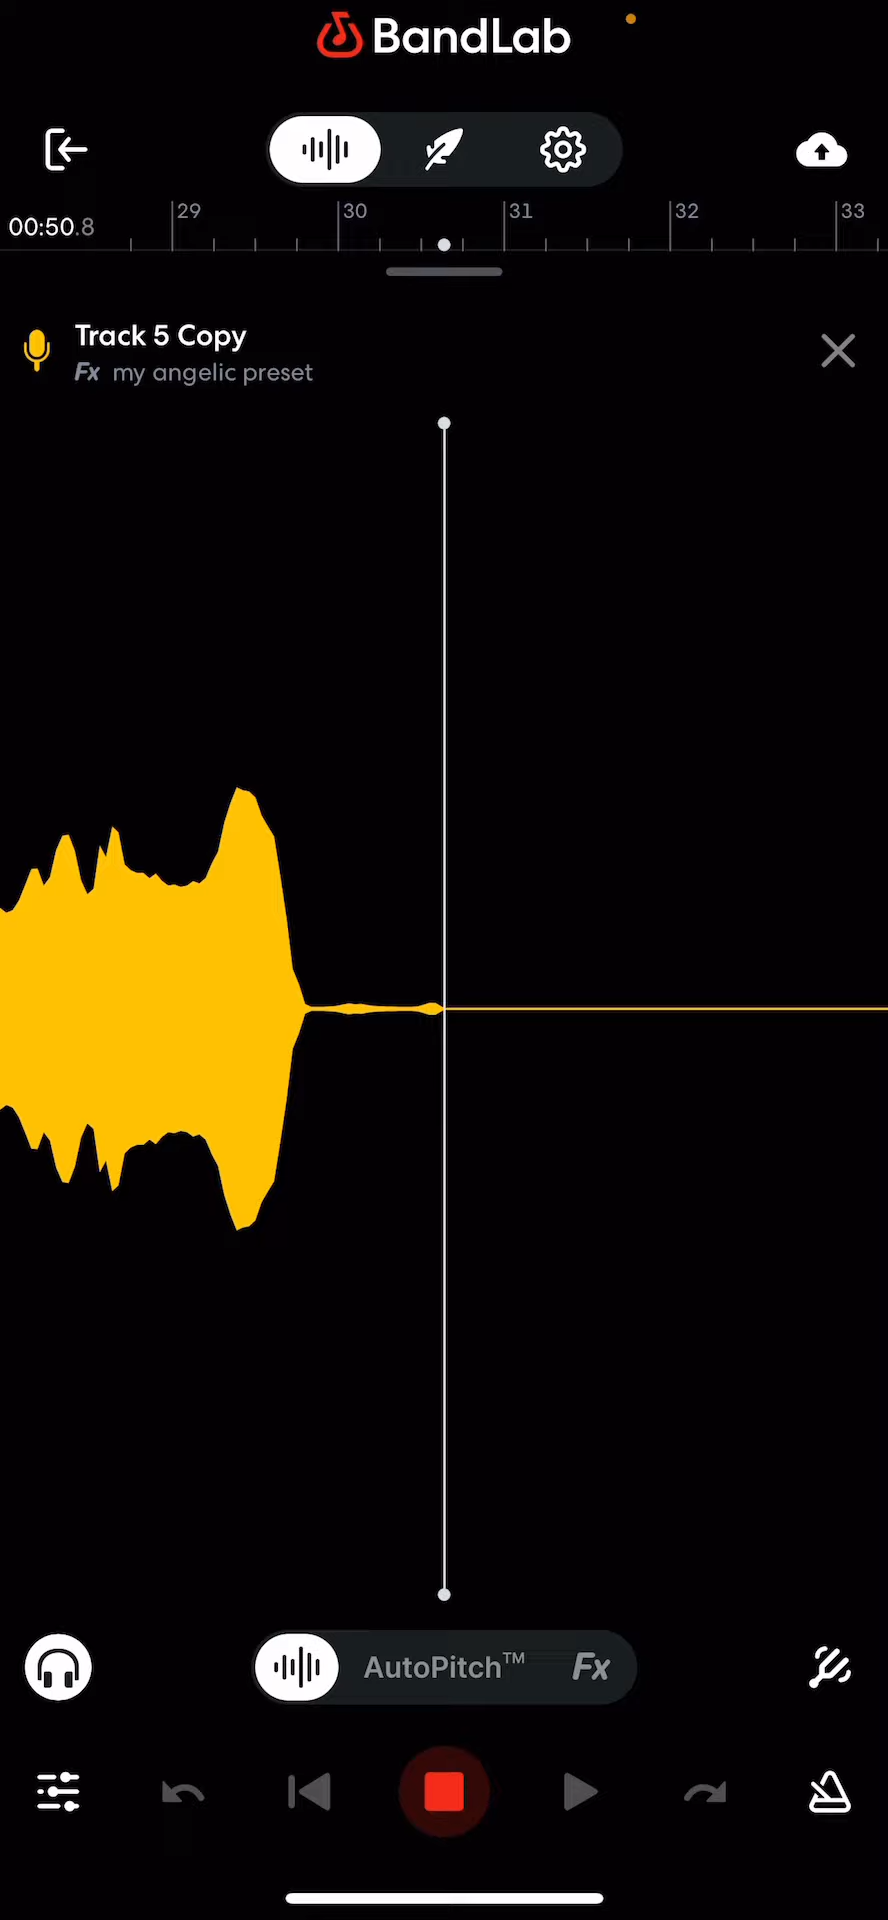 BandLab
00:50.8
29 30 31 32 33
Track 5 Copy
Fx my angelic preset
AutoPitch™ Fx